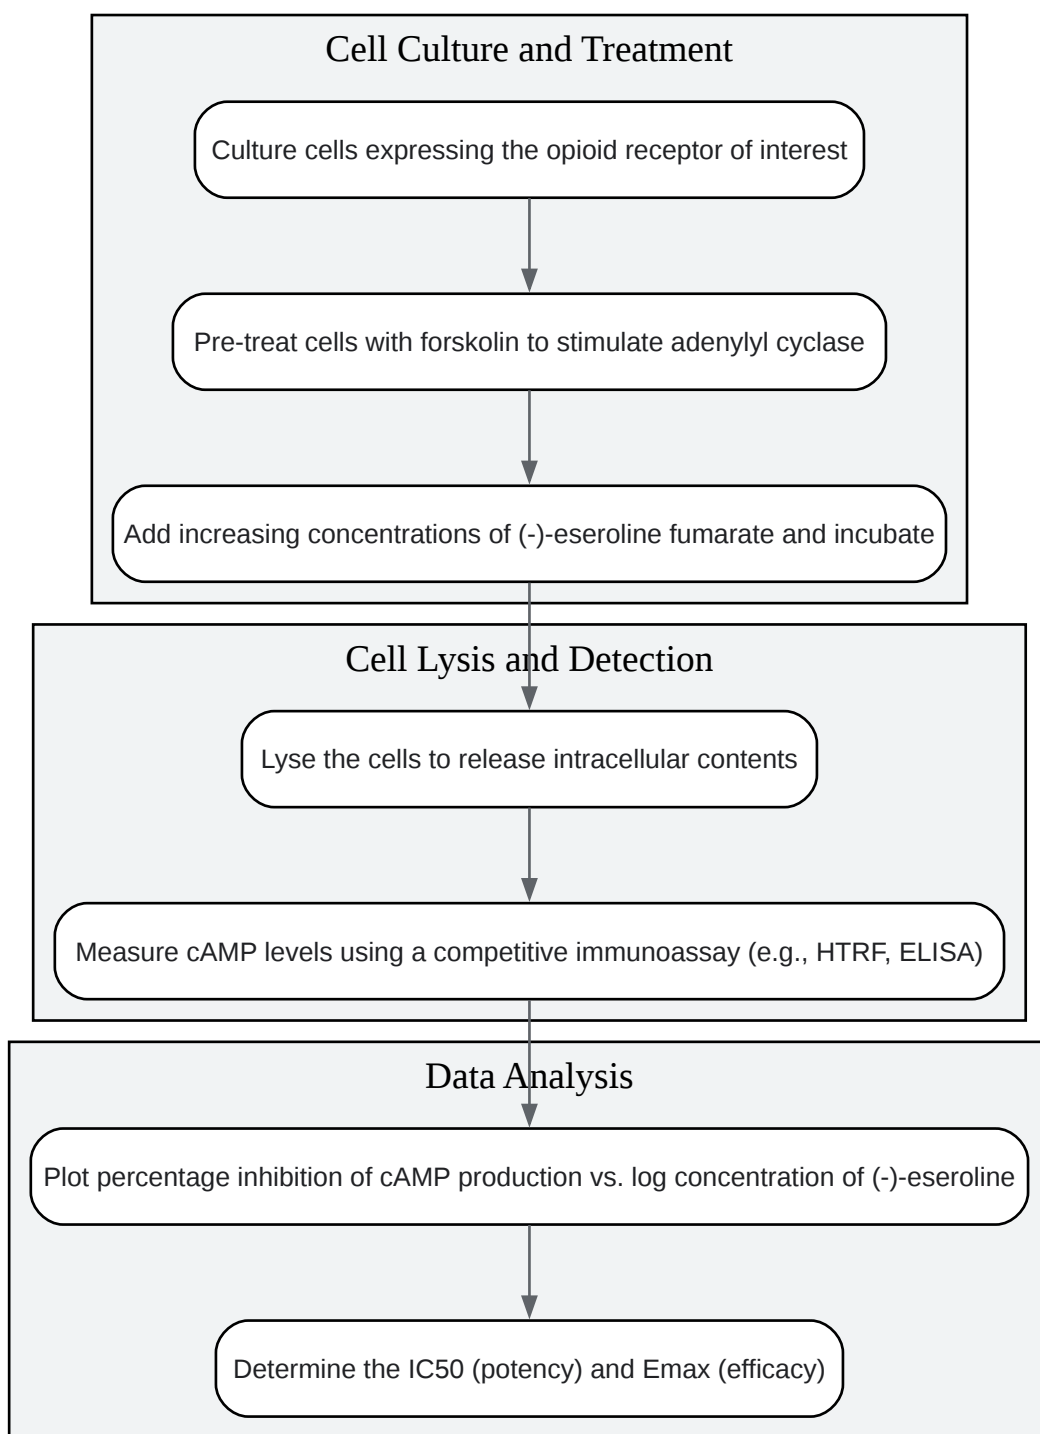 Cell Culture and Treatment
Culture cells expressing the opioid receptor of interest
Pre-treat cells with forskolin to stimulate adenylyl cyclase
Add increasing concentrations of (-)-eseroline fumarate and incubate
Cell Lysis and Detection
Lyse the cells to release intracellular contents
Measure cAMP levels using a competitive immunoassay (e.g., HTRF, ELISA)
Data Analysis
Plot percentage inhibition of cAMP production vs. log concentration of (-)-eseroline
Determine the IC50 (potency) and Emax (efficacy)